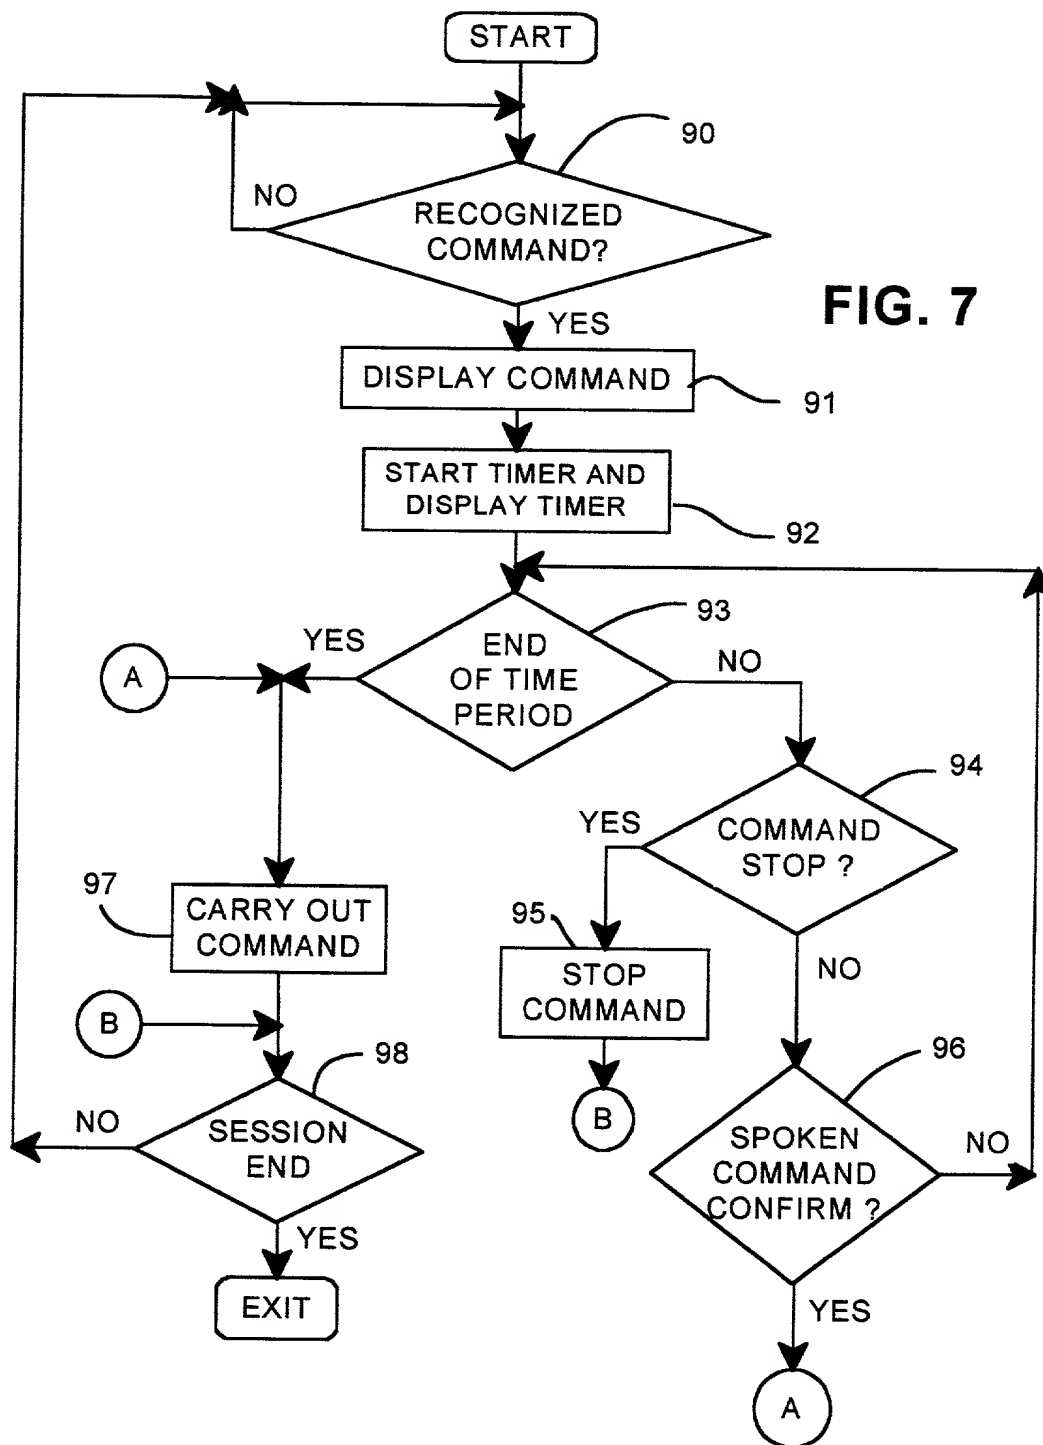 START
90
NO
RECOGNIZED
COMMAND?
FIG. 7
YES
DISPLAY COMMAND
91
START TIMER AND
DISPLAY TIMER
92
93
YES
END
OF TIME
PERIOD
NO
A
94
YES
COMMAND
STOP ?
97
CARRY OUT
COMMAND
95
STOP
COMMAND
NO
B
98
96
NO
SESSION
END
B
SPOKEN
COMMAND
CONFIRM ?
NO
YES
EXIT
YES
A